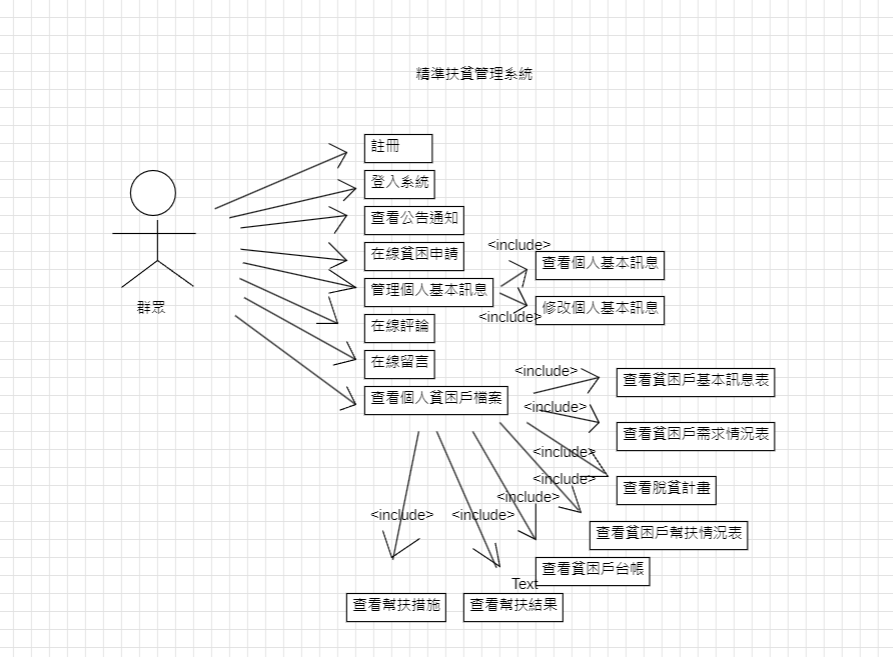 精準扶貧管理系統
註冊
登入系統
查看公告通知
在線貧困申請
<include>
查看個人基本訊息
管理個人基本訊息
修改個人基本訊息
群眾
<include>
在線評論
在線留言
<include>
查看貧困戶基本訊息表
查看個人貧困戶檔案
<include>
查看貧困戶需求情況表
<include>
<include>
查看脫貧計畫
<include>
<include>
<include>
查看貧困戶幫扶情況表
查看貧困戶台帳
Text
查看幫扶措施
查看幫扶結果